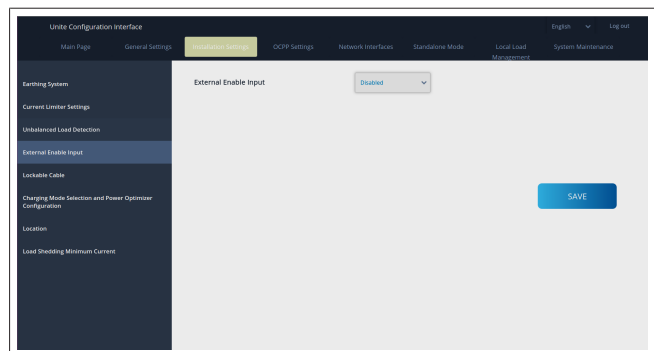 Unite Configuration Interface
English
Log out
Main Page
General Settings
Installation Settings
OCPP Settings
Network Interfaces
Standalone Mode
Local Load
Management
System Maintenance
Earthing System
Current Limiter Settings
Unbalanced Load Detection
External Enable Input
Lockable Cable
Charging Mode Selection and Power Optimizer
Configuration
Location
Load Shedding Minimum Current
External Enable Input
Disabled
SAVE